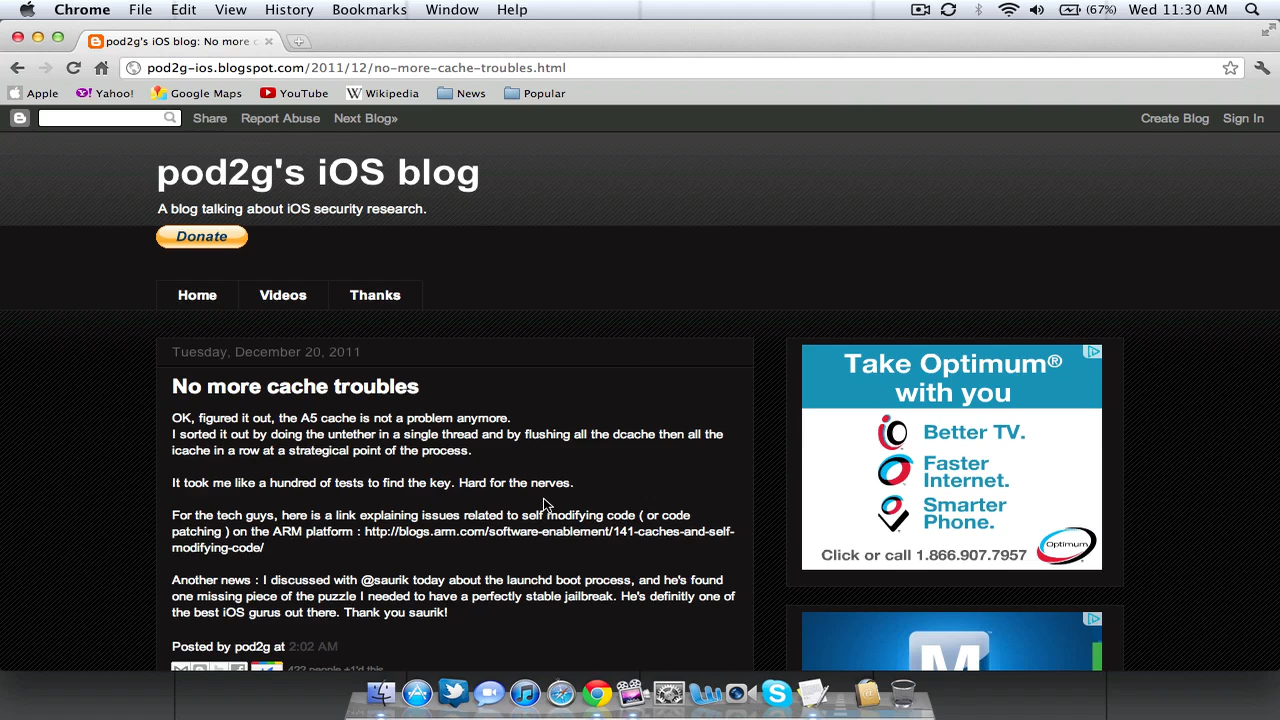 Chrome File Edit View History Bookmarks Window Help (67%) Wed 11:30 AM
pod2g's iOS blog: No more c
pod2g-ios.blogspot.com/2011/12/no-more-cache-troubles.html
Apple Yahoo! Google Maps YouTube Wikipedia News Popular
Share Report Abuse Next Blog» Create Blog Sign In
pod2g's iOS blog
A blog talking about iOS security research.
Donate
Home Videos Thanks
Tuesday, December 20, 2011
No more cache troubles
OK, figured it out, the A5 cache is not a problem anymore.
I sorted it out by doing the untether in a single thread and by flushing all the dcache then all the
icache in a row at a strategical point of the process.
It took me like a hundred of tests to find the key. Hard for the nerves.
For the tech guys, here is a link explaining issues related to self modifying code ( or code
patching ) on the ARM platform : http://blogs.arm.com/software-enablement/141-caches-and-self-
modifying-code/
Another news : I discussed with @saurik today about the launchd boot process, and he's found
one missing piece of the puzzle I needed to have a perfectly stable jailbreak. He's definitly one of
the best iOS gurus out there. Thank you saurik!
Posted by pod2g at 2:02 AM
422 people +1'd this
Take Optimum®
with you
Better TV.
Faster
Internet.
Smarter
Phone.
Click or call 1.866.907.7957
Optimum
M